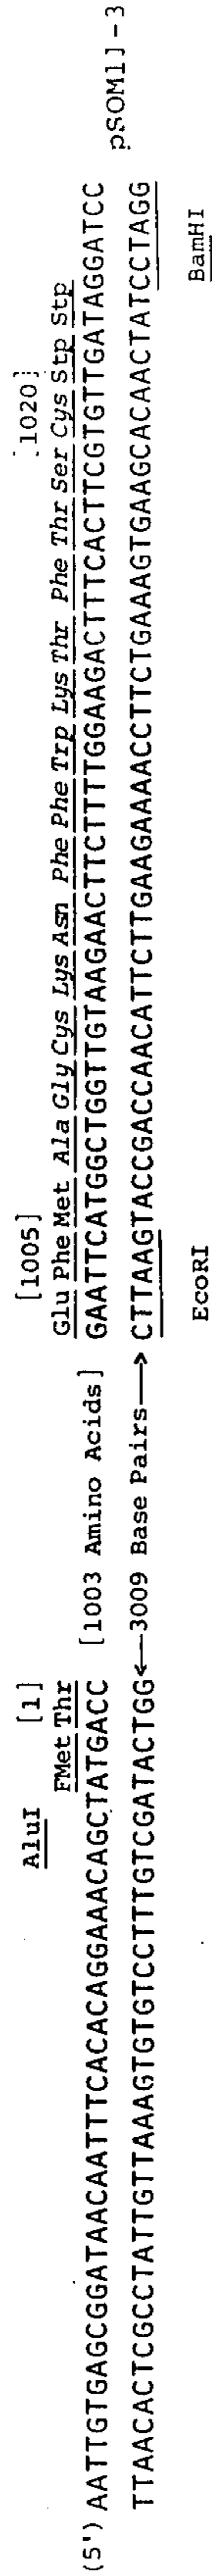 AluI [1] [1005] [1020]
FMet Thr Glu Phe Met Ala Gly Cys Lys Asn Phe Phe Trp Lys Thr Phe Thr Ser Cys Stp Stp
(5') AATTGTGAGCGGATAACAATTTCACACAGGAAACAGCTATGACC [1003 Amino Acids] GAATTCATGGCTGGTTGTAAGAACTTCTTTTGGAAGACTTTCACTTCGTGTTGATAGGATCC
pSOM11-3
TTAACACTCGCCTATTGTTAAAGTGTGTCCTTTGTCGATACTGG<—3009 Base Pairs—> CTTAAGTACCGACCAACATTCTTGAAGAAAACCTTCTGAAAGTGAAGCACAACTATCCTAGG
EcoRI BamHI